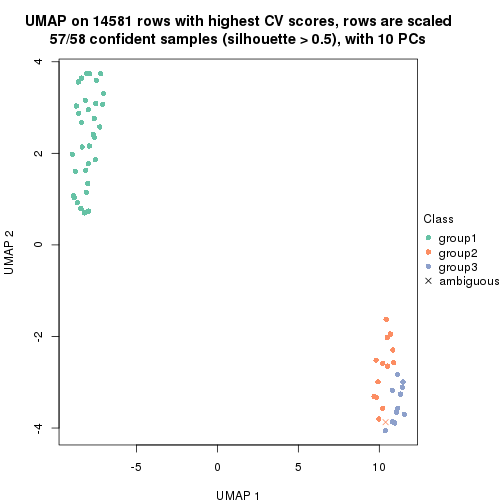 UMAP on 14581 rows with highest CV scores, rows are scaled
57/58 confident samples (silhouette > 0.5), with 10 PCs
4
2
0
-2
-4
UMAP 2
-5
0
5
10
UMAP 1
Class
group1
group2
group3
ambiguous